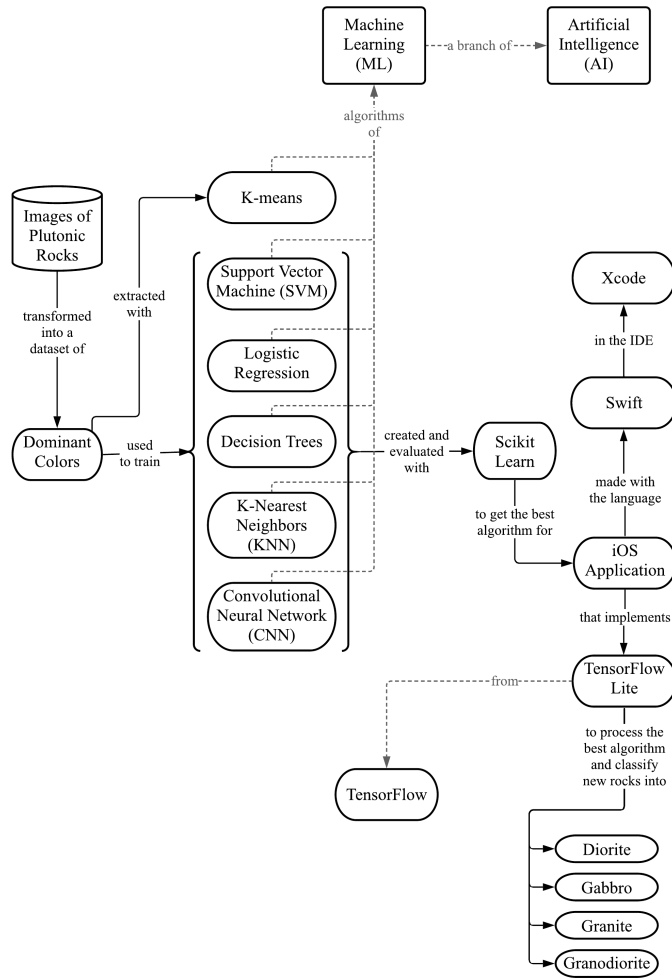 Machine
Learning
(ML)
a branch of
Artificial
Intelligence
(AI)
algorithms
of
Images of
Plutonic
Rocks
transformed
into a
dataset of
Dominant
Colors
extracted
with
K-means
used
to train
Support Vector
Machine (SVM)
Logistic
Regression
Decision Trees
K-Nearest
Neighbors
(KNN)
Convolutional
Neural Network
(CNN)
created and
evaluated
with
Scikit
Learn
to get the best
algorithm for
iOS
Application
made with
the language
Swift
in the IDE
Xcode
that implements
TensorFlow
Lite
from
TensorFlow
to process the
best algorithm
and classify
new rocks into
Diorite
Gabbro
Granite
Granodiorite